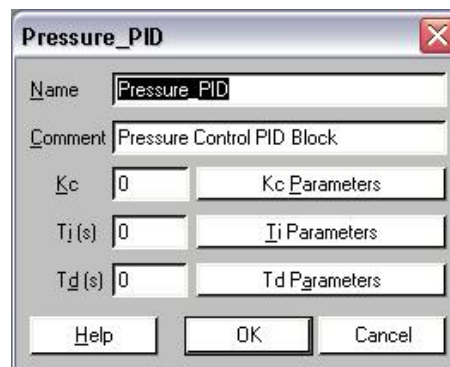 Pressure_PID
Name Pressure_PID
Comment Pressure Control PID Block
Kc 0 Kc Parameters
Ti (s) 0 Ti Parameters
Td (s) 0 Td Parameters
Help OK Cancel